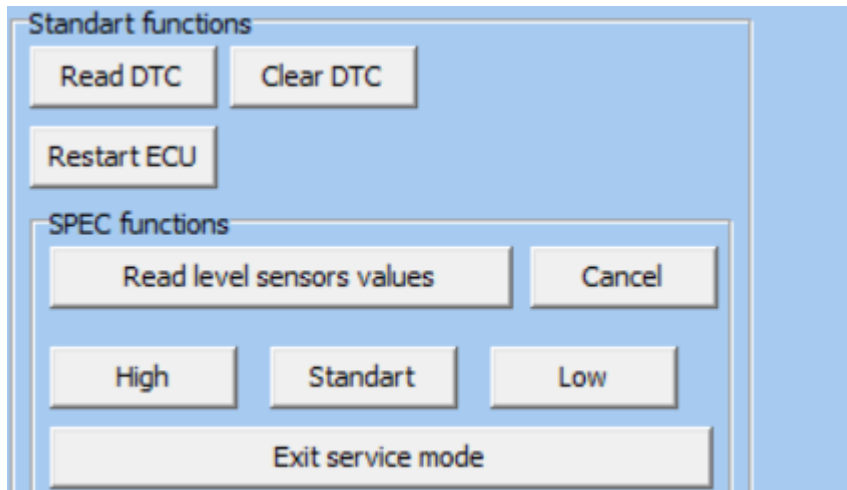 Standart functions
Read DTC Clear DTC
Restart ECU
SPEC functions
Read level sensors values Cancel
High Standart Low
Exit service mode